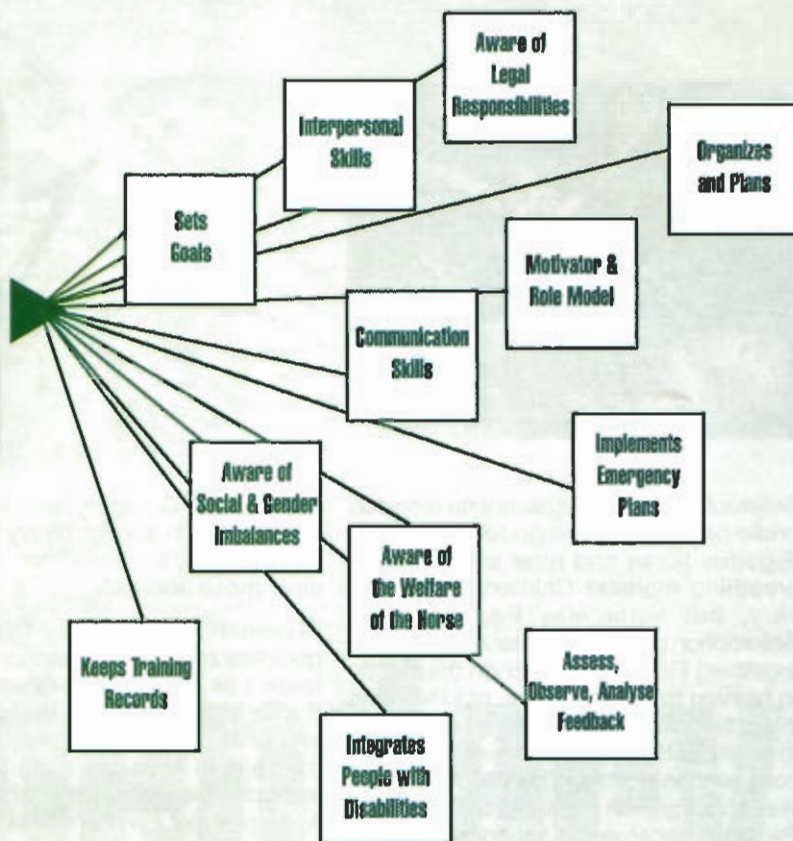 Aware of
Legal
Responsibilities
Interpersonal
Skills
Organizes
and Plans
Sets
Goals
Motivator &
Role Model
Communication
Skills
Implements
Emergency
Plans
Aware of
Social & Gender
Imbalances
Aware of
the Welfare
of the Horse
Keeps Training
Records
Assess,
Observe, Analyse
Feedback
Integrates
People with
Disabilities